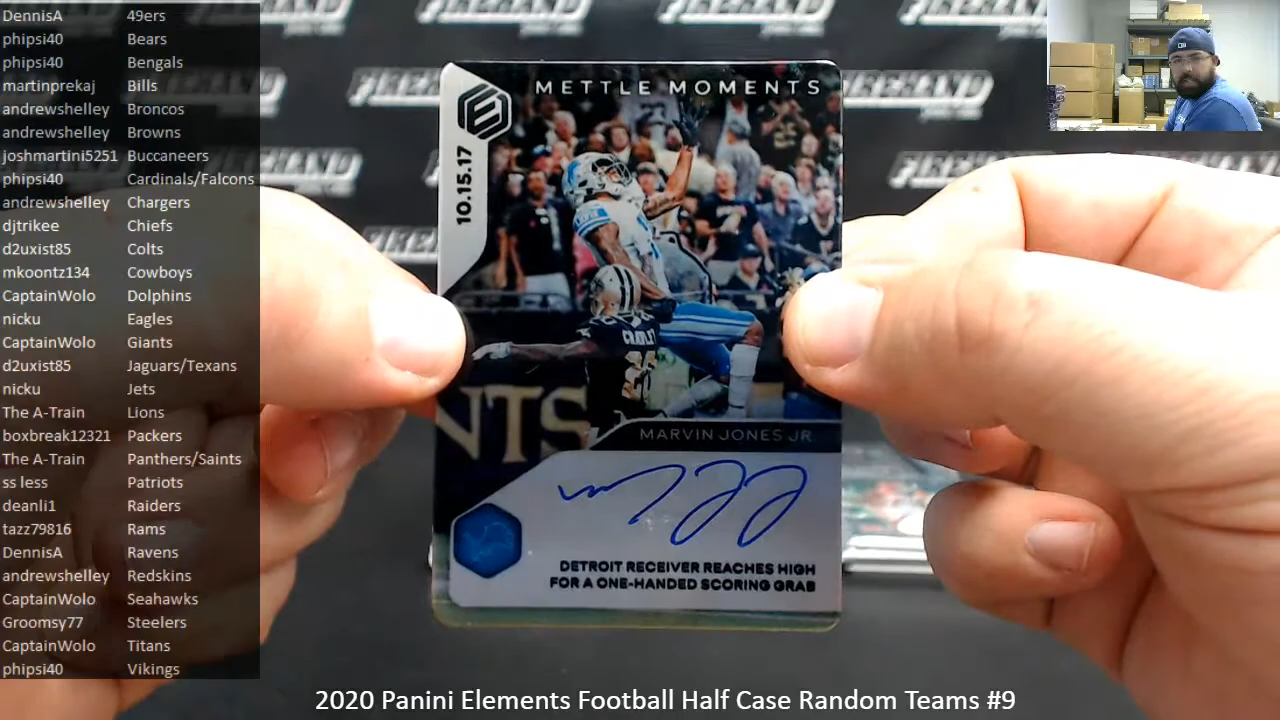 DennisA 49ers
phipsi40 Bears
phipsi40 Bengals
martinprekaj Bills
andrewshelley Broncos
andrewshelley Browns
joshmartini5251 Buccaneers
phipsi40 Cardinals/Falcons
andrewshelley Chargers
djtrikee Chiefs
d2uxist85 Colts
mkoontz134 Cowboys
CaptainWolo Dolphins
nicku Eagles
CaptainWolo Giants
d2uxist85 Jaguars/Texans
nicku Jets
The A-Train Lions
boxbreak12321 Packers
The A-Train Panthers/Saints
ss less Patriots
deanli1 Raiders
tazz79816 Rams
DennisA Ravens
andrewshelley Redskins
CaptainWolo Seahawks
Groomsy77 Steelers
CaptainWolo Titans
phipsi40 Vikings
METTLE MOMENTS
10.15.17
CRAWLEY
NTS
MARVIN JONES JR.
DETROIT RECEIVER REACHES HIGH
FOR A ONE-HANDED SCORING GRAB
2020 Panini Elements Football Half Case Random Teams #9